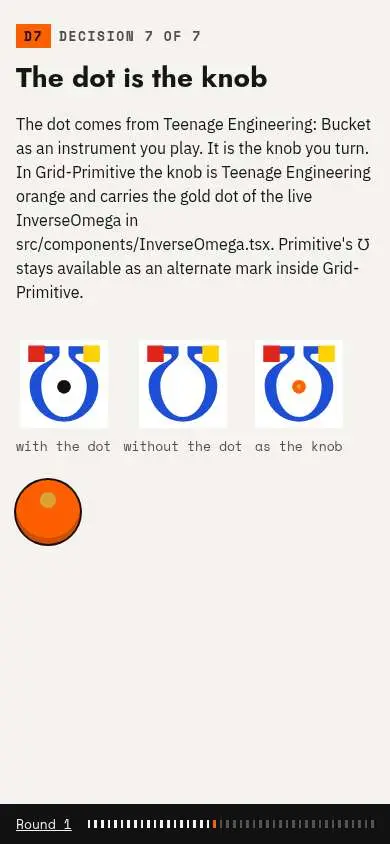 D7 DECISION 7 OF 7
The dot is the knob
The dot comes from Teenage Engineering: Bucket
as an instrument you play. It is the knob you turn.
In Grid-Primitive the knob is Teenage Engineering
orange and carries the gold dot of the live
InverseOmega in
src/components/InverseOmega.tsx. Primitive's ℧
stays available as an alternate mark inside Grid-
Primitive.
with the dot without the dot as the knob
Round 1